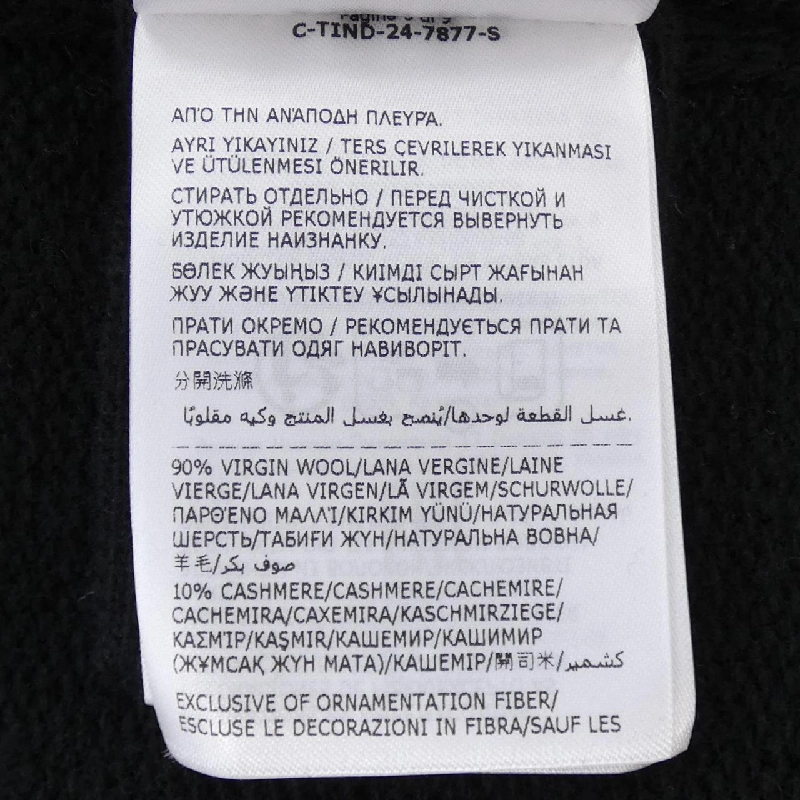 C-TIND-24-7877-S
ΑΠΌ ΤΗΝ ΑΝΆΠΟΔΗ ΠΛΕΥΡΆ.
AYRI YIKAYINIZ / TERS ÇEVRILEREK YIKANMASI
VE ÜTÜLENMESI ÖNERILIR.
СТИРАТЬ ОТДЕЛЬНО / ПЕРЕД ЧИСТКОЙ И
УТЮЖКОЙ РЕКОМЕНДУЕТСЯ ВЫВЕРНУТЬ
ИЗДЕЛИЕ НАИЗНАНКУ.
БӨЛЕК ЖУЫҢЫЗ / КИІМДІ СЫРТ ЖАҒЫНАН
ЖУУ ЖӘНЕ ҮТІКТЕУ ҰСЫЛЫНАДЫ.
ПРАТИ ОКРЕМО / РЕКОМЕНДУЄТЬСЯ ПРАТИ ТА
ПРАСУВАТИ ОДЯГ НАВИВОРІТ.
分開洗滌
غسل القطعة لوحدها/يُنصح بغسل المنتج وكيه مقلوبًا.
90% VIRGIN WOOL/LANA VERGINE/LAINE
VIERGE/LANA VIRGEN/LÃ VIRGEM/SCHURWOLLE/
ΠΑΡΘΈΝΟ ΜΑΛΛΊ/KIRKIM YÜNÜ/НАТУРАЛЬНАЯ
ШЕРСТЬ/ТАБИҒИ ЖҮН/НАТУРАЛЬНА ВОВНА/
羊毛/صوف بكر
10% CASHMERE/CASHMERE/CACHEMIRE/
CACHEMIRA/CAXEMIRA/KASCHMIRZIEGE/
ΚΑΣΜΊΡ/KAŞMIR/КАШЕМИР/КАШИМИР
(ЖҰМСАҚ ЖҮН МАТА)/КАШЕМІР/開司米/كشمير
EXCLUSIVE OF ORNAMENTATION FIBER/
ESCLUSE LE DECORAZIONI IN FIBRA/SAUF LES